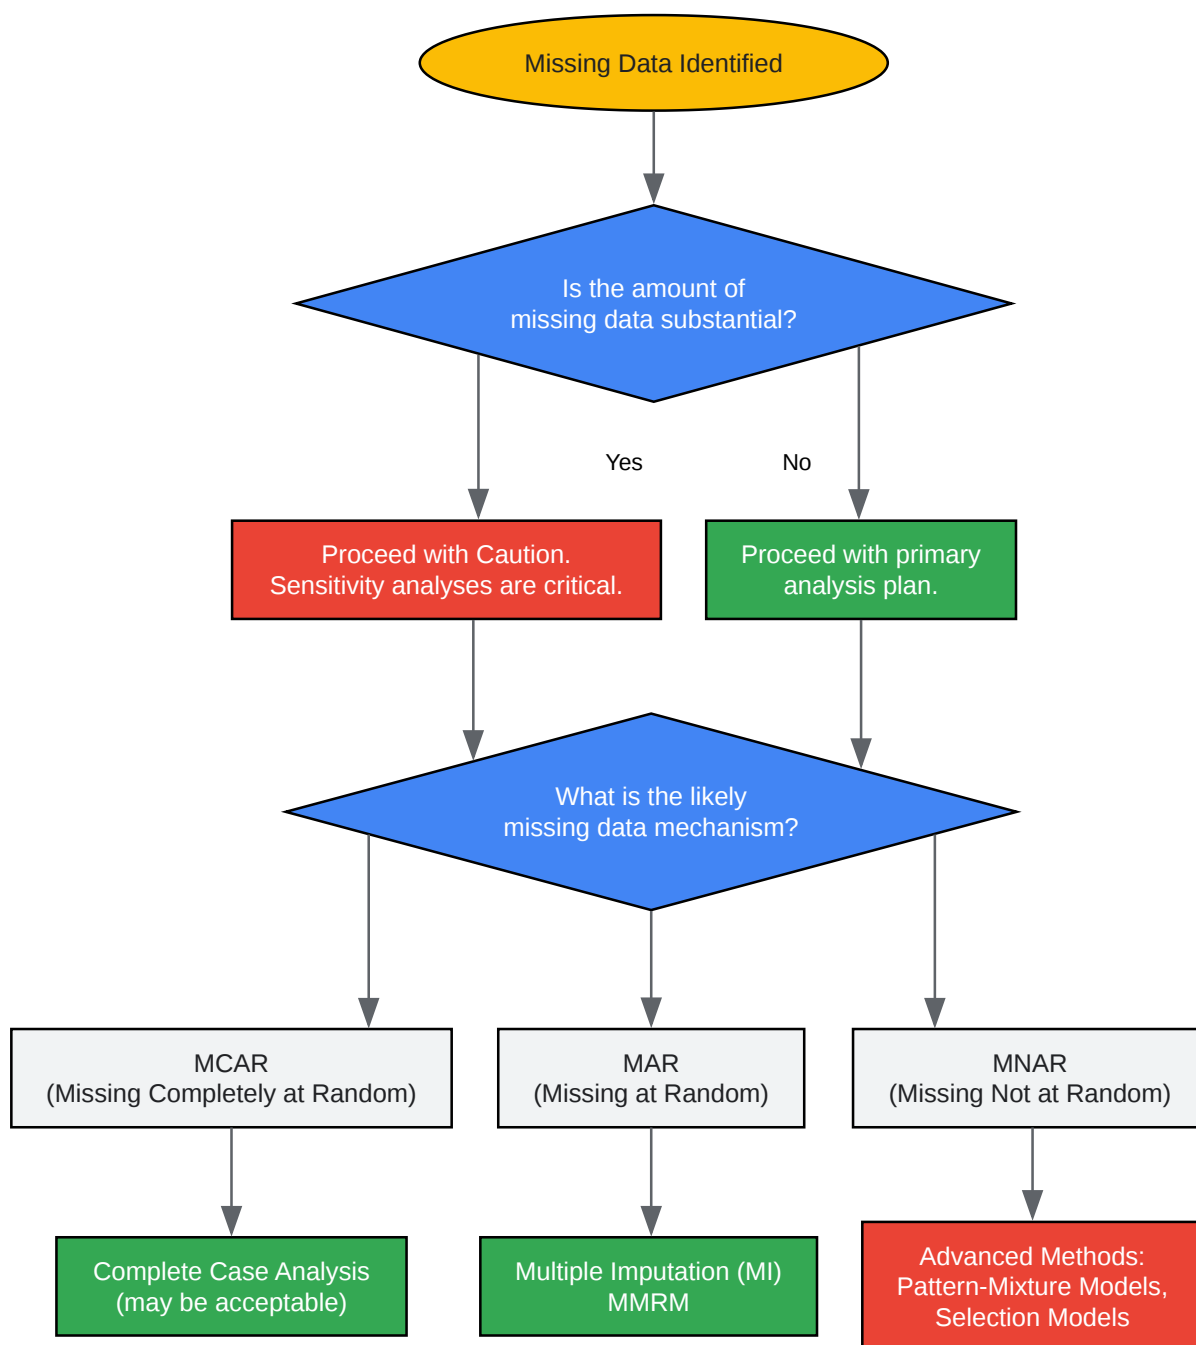 Missing Data Identified
Is the amount of
missing data substantial?
Yes
No
Proceed with Caution.
Sensitivity analyses are critical.
Proceed with primary
analysis plan.
What is the likely
missing data mechanism?
MCAR
(Missing Completely at Random)
MAR
(Missing at Random)
MNAR
(Missing Not at Random)
Complete Case Analysis
(may be acceptable)
Multiple Imputation (MI)
MMRM
Advanced Methods:
Pattern-Mixture Models,
Selection Models